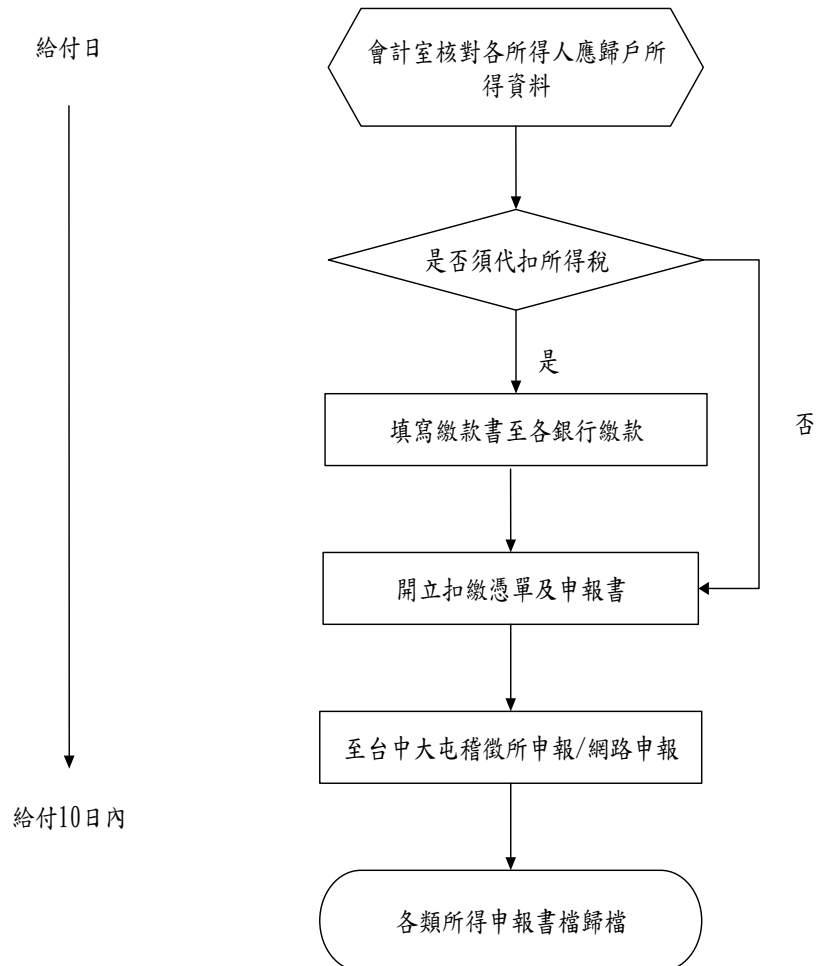 給付日
會計室核對各所得人應歸戶所
得資料
是否須代扣所得稅
是
填寫繳款書至各銀行繳款
否
開立扣繳憑單及申報書
至台中大屯稽徵所申報/網路申報
給付10日內
各類所得申報書檔歸檔